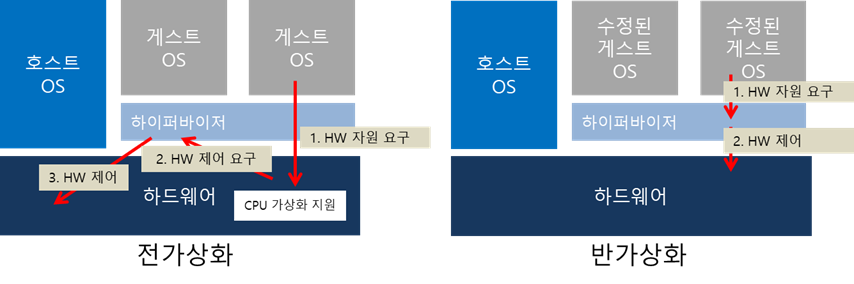 호스트
OS
게스트
OS
게스트
OS
하이퍼바이저
1. HW 자원 요구
2. HW 제어 요구
3. HW 제어
하드웨어
CPU 가상화 지원
전가상화
호스트
OS
수정된
게스트
OS
수정된
게스트
OS
1. HW 자원 요구
하이퍼바이저
2. HW 제어
하드웨어
반가상화